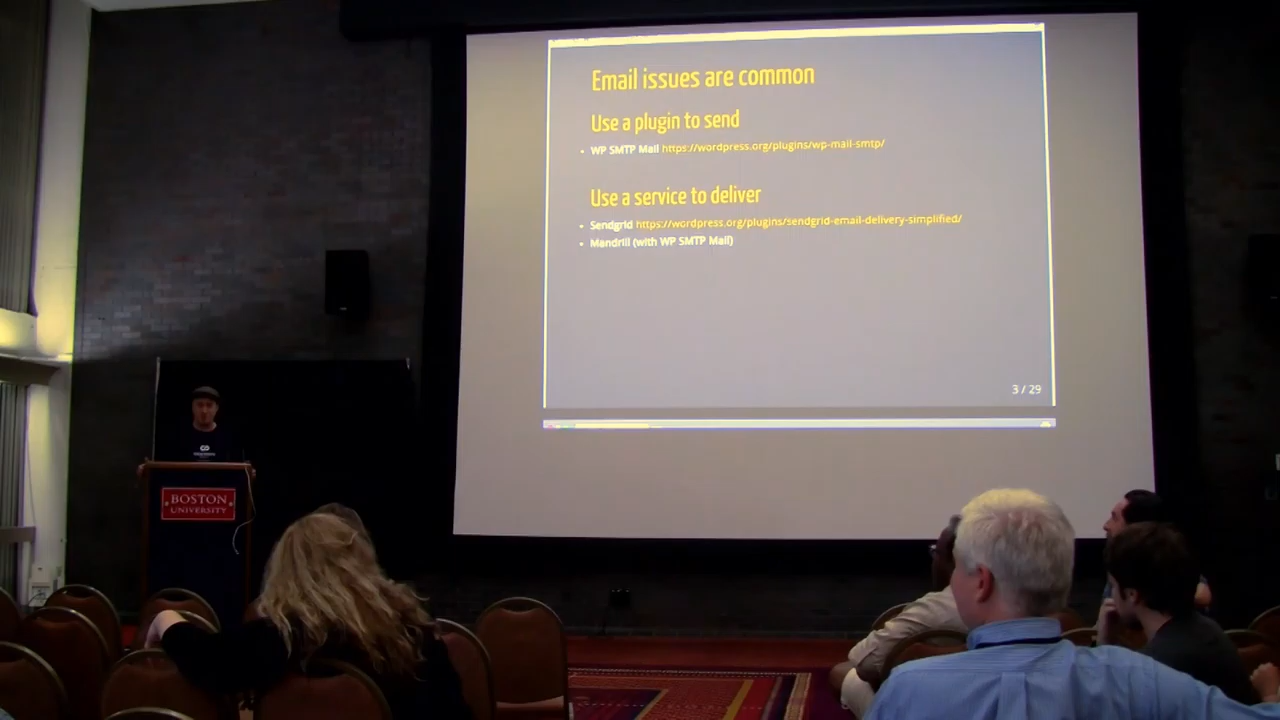 Email issues are common
Use a plugin to send
• WP SMTP Mail https://wordpress.org/plugins/wp-mail-smtp/
Use a service to deliver
• Sendgrid https://wordpress.org/plugins/sendgrid-email-delivery-simplified/
• Mandrill (with WP SMTP Mail)
3 / 29
BOSTON
UNIVERSITY